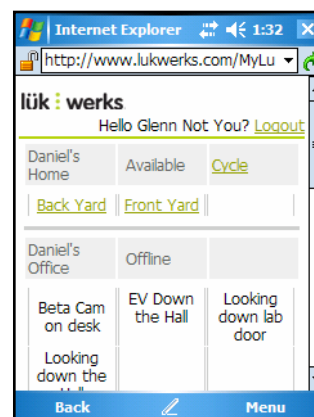 Internet Explorer 1:32
http://www.lukwerks.com/MyLu
lük : werks
Hello Glenn Not You? Logout
Daniel's Home Available Cycle
Back Yard Front Yard
Daniel's Office Offline
Beta Cam on desk EV Down the Hall Looking down lab door
Looking down the
Back Menu